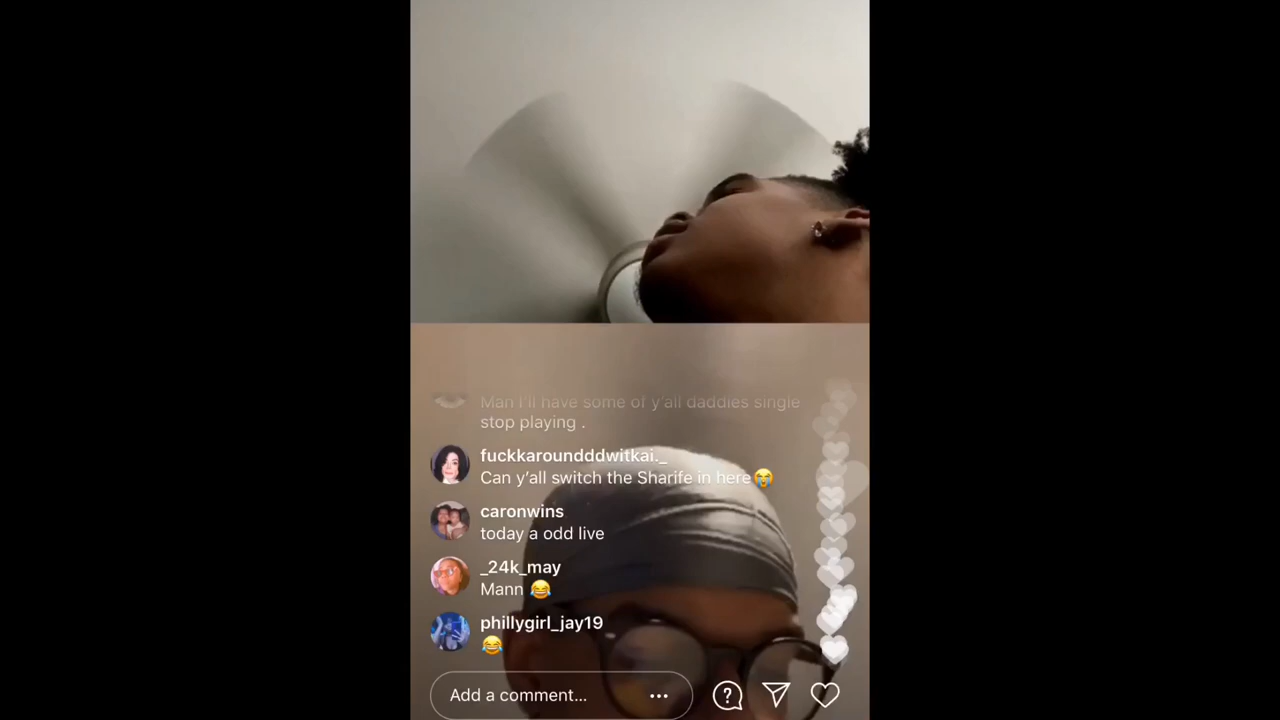 Man I'll have some of y'all daddies single
stop playing .
fuckkaroundddwitkai._
Can y'all switch the Sharife in here😭
caronwins
today a odd live
_24k_may
Mann 😂
phillygirl_jay19
😂
Add a comment...